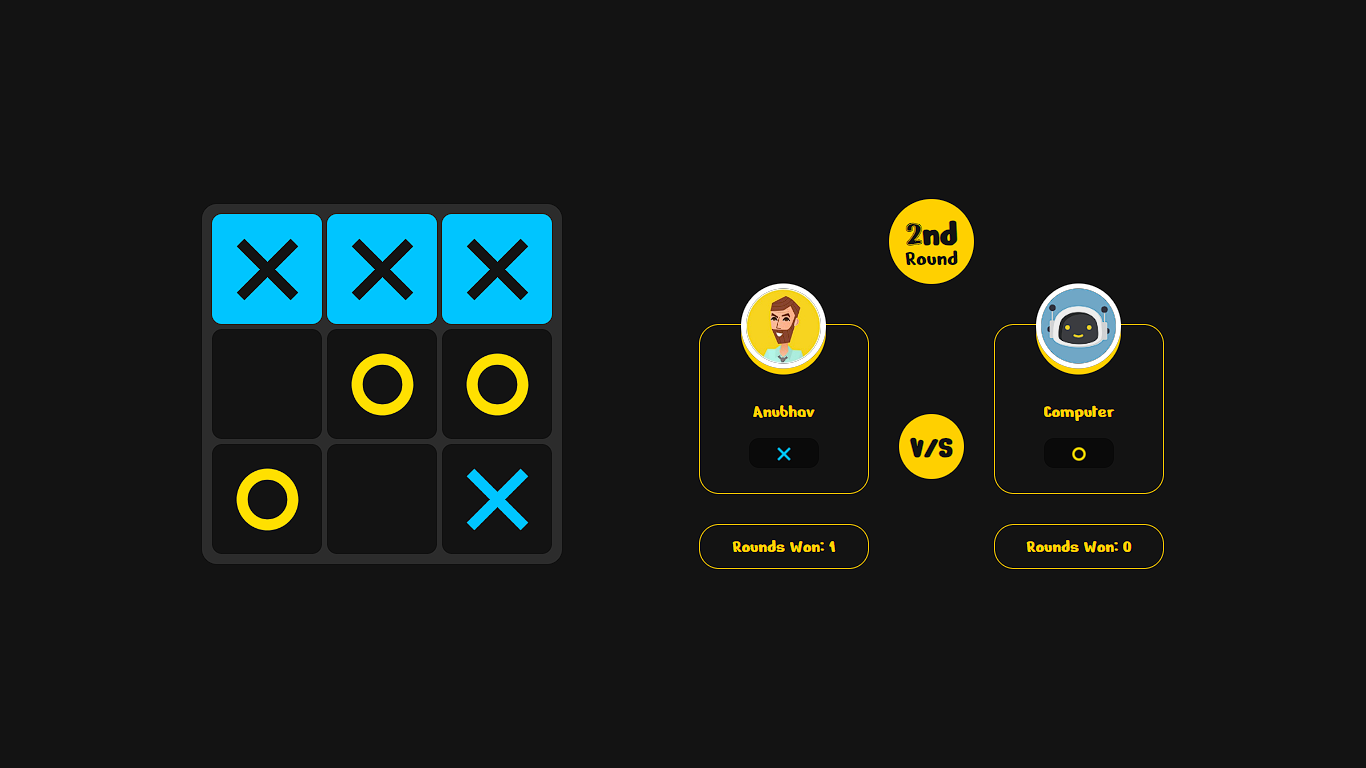 2nd
Round
Anubhav
V/S
Computer
Rounds Won: 1
Rounds Won: 0